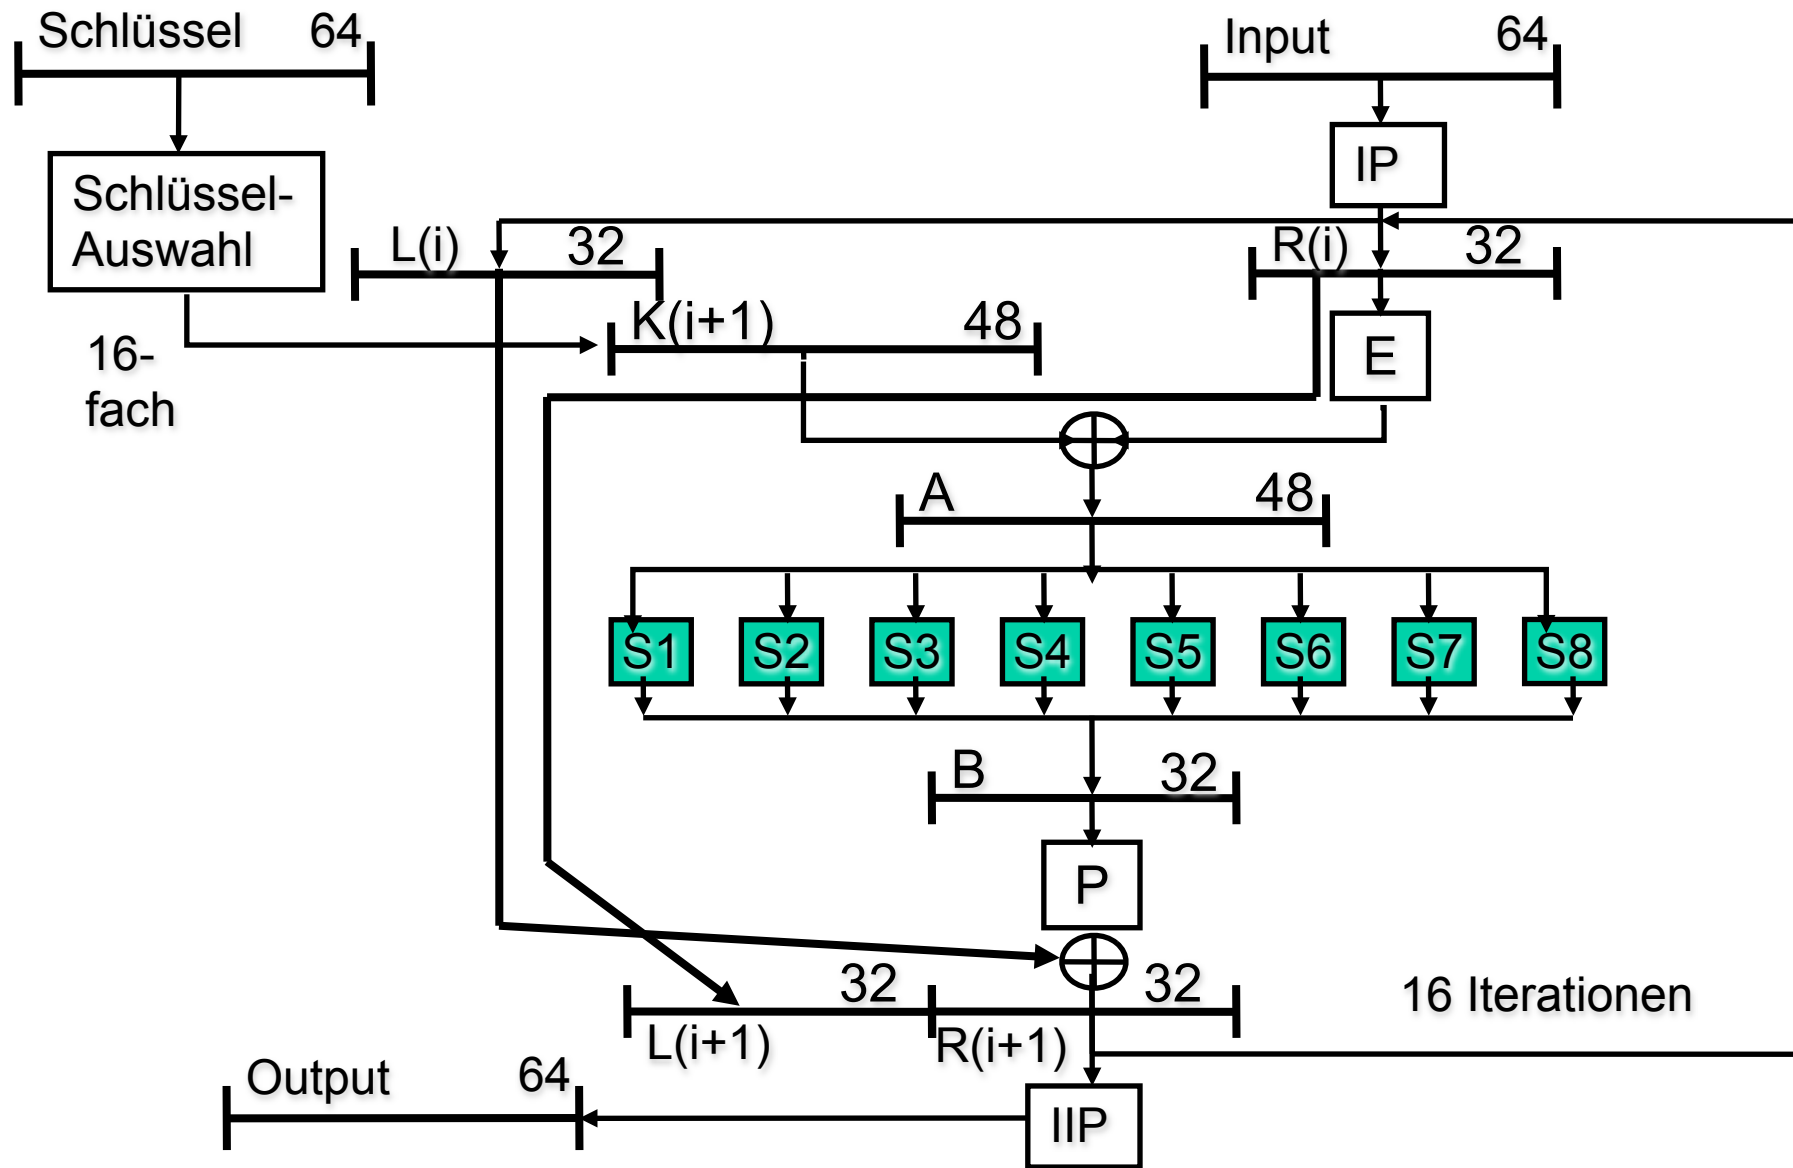 Schlüssel 64
Input 64
IP
Schlüssel-
Auswahl
L(i) 32
R(i) 32
K(i+1) 48
16-
fach
E
A 48
S1 S2 S3 S4 S5 S6 S7 S8
B 32
P
32 32
16 Iterationen
L(i+1) R(i+1)
Output 64
IIP